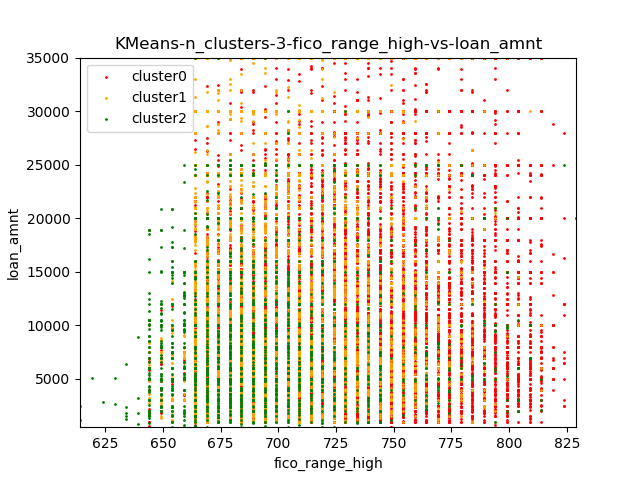 KMeans-n_clusters-3-fico_range_high-vs-loan_amnt
35000
30000
25000
20000
15000
10000
5000
loan_amnt
cluster0
cluster1
cluster2
625
650
675
700
725
750
775
800
825
fico_range_high